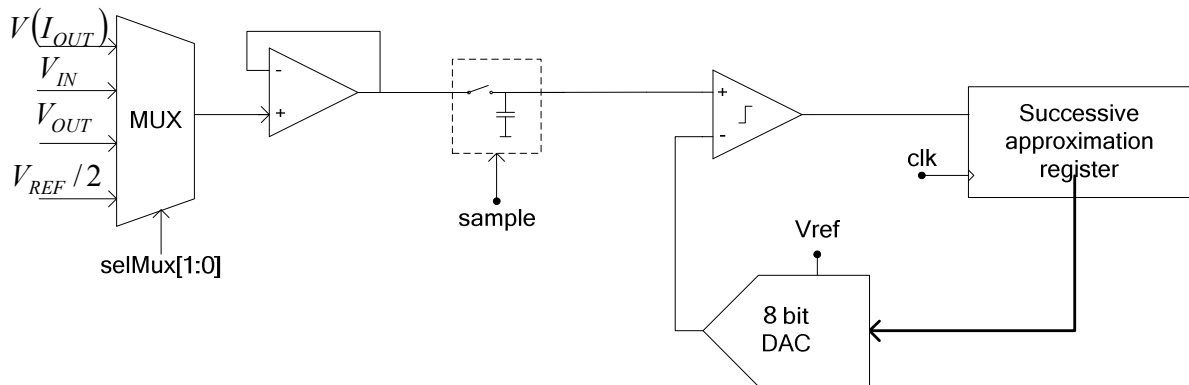 V(I_OUT)
V_IN
V_OUT
V_REF / 2
MUX
selMux[1:0]
-
+
sample
+
-
clk
Successive
approximation
register
Vref
8 bit
DAC